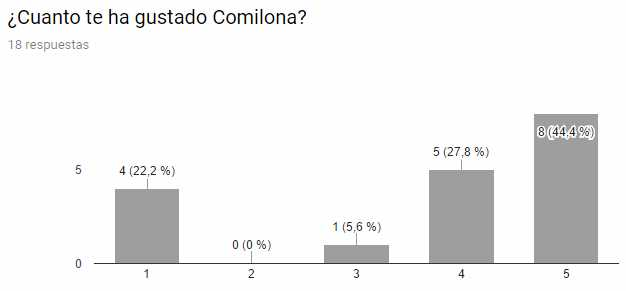 ¿Cuanto te ha gustado Comilona?
18 respuestas
8 (44,4 %)
5 (27,8 %)
5
4 (22,2 %)
1 (5,6 %)
0 (0 %)
0
1 2 3 4 5